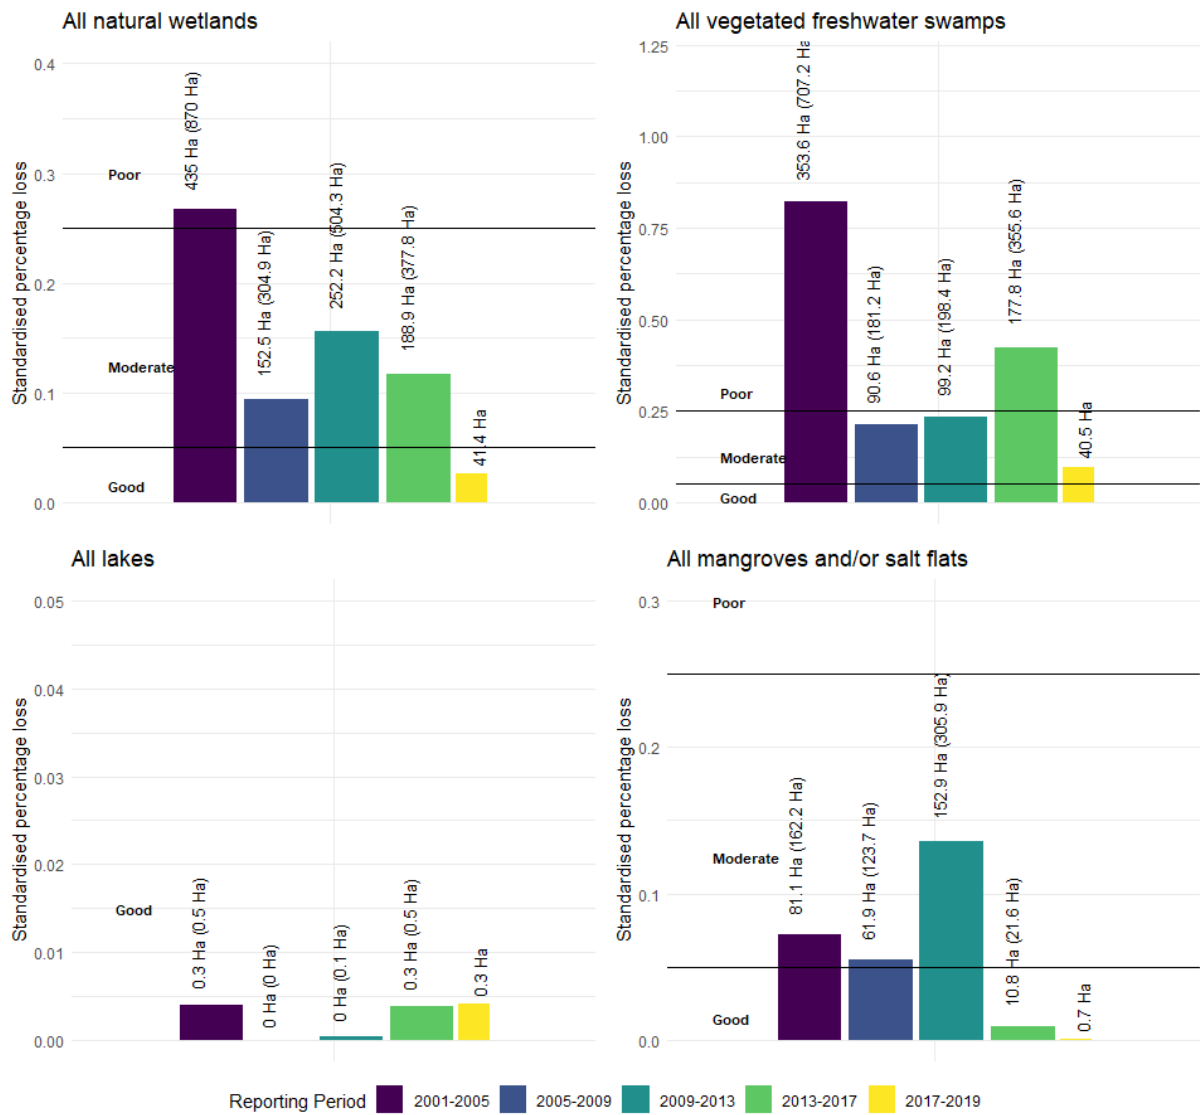 All natural wetlands
Standardised percentage loss
0.4
0.3
0.2
0.1
0.0
Poor
Moderate
Good
435 Ha (870 Ha)
152.5 Ha (304.9 Ha)
252.2 Ha (504.3 Ha)
188.9 Ha (377.8 Ha)
41.4 Ha
All vegetated freshwater swamps
Standardised percentage loss
1.25
1.00
0.75
0.50
0.25
0.00
Poor
Moderate
Good
353.6 Ha (707.2 Ha
90.6 Ha (181.2 Ha)
99.2 Ha (198.4 Ha)
177.8 Ha (355.6 Ha)
40.5 Ha
All lakes
Standardised percentage loss
0.05
0.04
0.03
0.02
0.01
0.00
Good
0.3 Ha (0.5 Ha)
0 Ha (0 Ha)
0 Ha (0.1 Ha)
0.3 Ha (0.5 Ha)
0.3 Ha
All mangroves and/or salt flats
Standardised percentage loss
0.3
0.2
0.1
0.0
Poor
Moderate
Good
81.1 Ha (162.2 Ha)
61.9 Ha (123.7 Ha)
152.9 Ha (305.9 Ha)
10.8 Ha (21.6 Ha)
0.7 Ha
Reporting Period 2001-2005 2005-2009 2009-2013 2013-2017 2017-2019